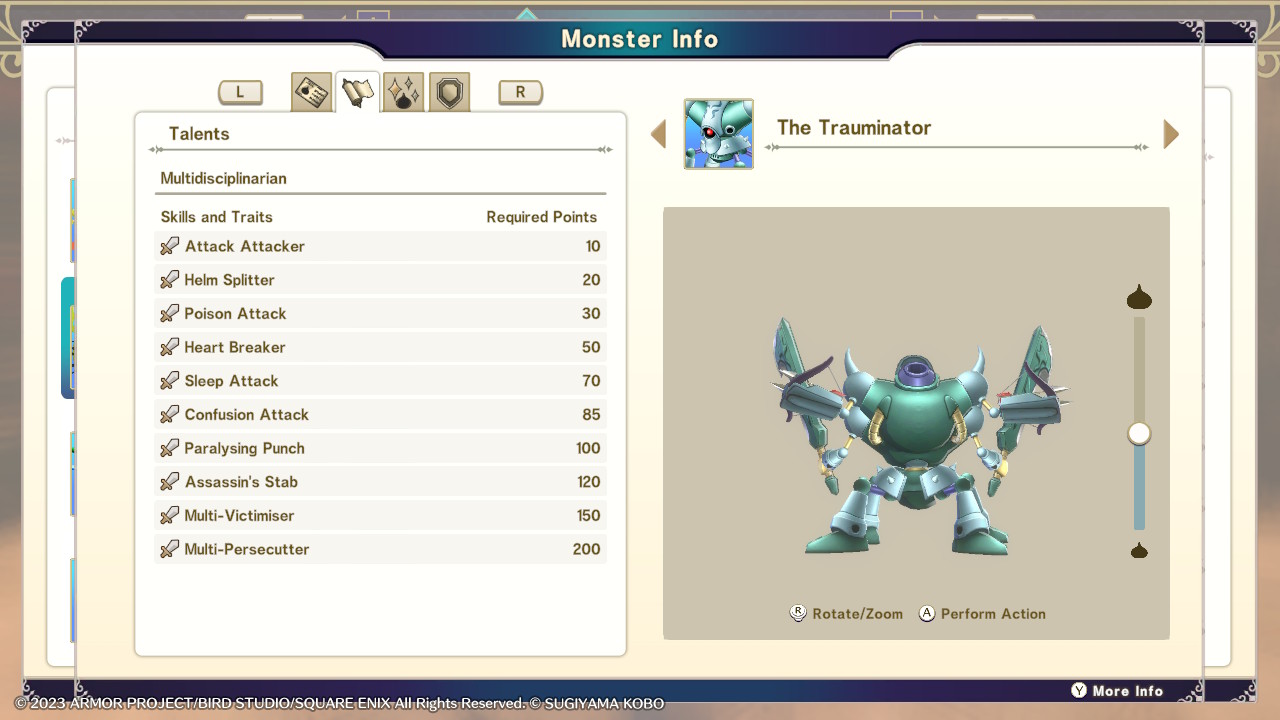 Monster Info
L
R
Talents
Multidisciplinarian
Skills and Traits Required Points
Attack Attacker 10
Helm Splitter 20
Poison Attack 30
Heart Breaker 50
Sleep Attack 70
Confusion Attack 85
Paralysing Punch 100
Assassin's Stab 120
Multi-Victimiser 150
Multi-Persecutter 200
The Trauminator
R Rotate/Zoom A Perform Action
Y More Info
© 2023 ARMOR PROJECT/BIRD STUDIO/SQUARE ENIX All Rights Reserved. © SUGIYAMA KOBO